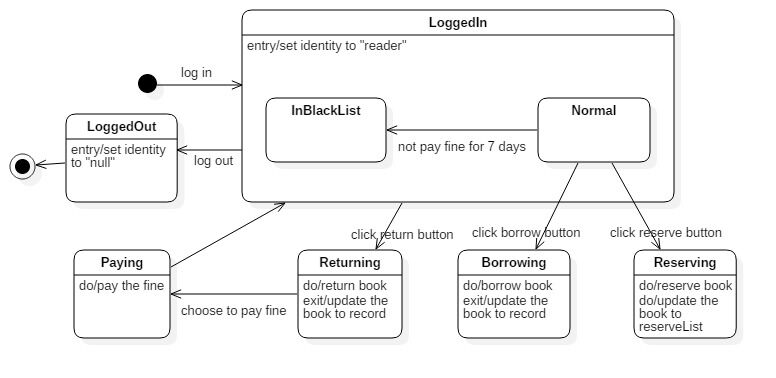 LoggedIn
entry/set identity to "reader"
log in
InBlackList
Normal
not pay fine for 7 days
LoggedOut
entry/set identity
to "null"
log out
click return button
click borrow button
click reserve button
Paying
do/pay the fine
choose to pay fine
Returning
do/return book
exit/update the
book to record
Borrowing
do/borrow book
exit/update the
book to record
Reserving
do/reserve book
do/update the
book to
reserveList